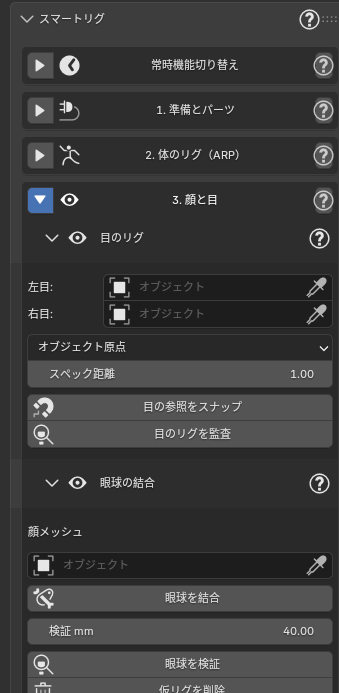 スマートリグ
常時機能切り替え
1. 準備とパーツ
2. 体のリグ（ARP）
3. 顔と目
目のリグ
左目: オブジェクト
右目: オブジェクト
オブジェクト原点
スペック距離 1.00
目の参照をスナップ
目のリグを監査
眼球の結合
顔メッシュ
オブジェクト
眼球を結合
検証 mm 40.00
眼球を検証
仮リグを削除